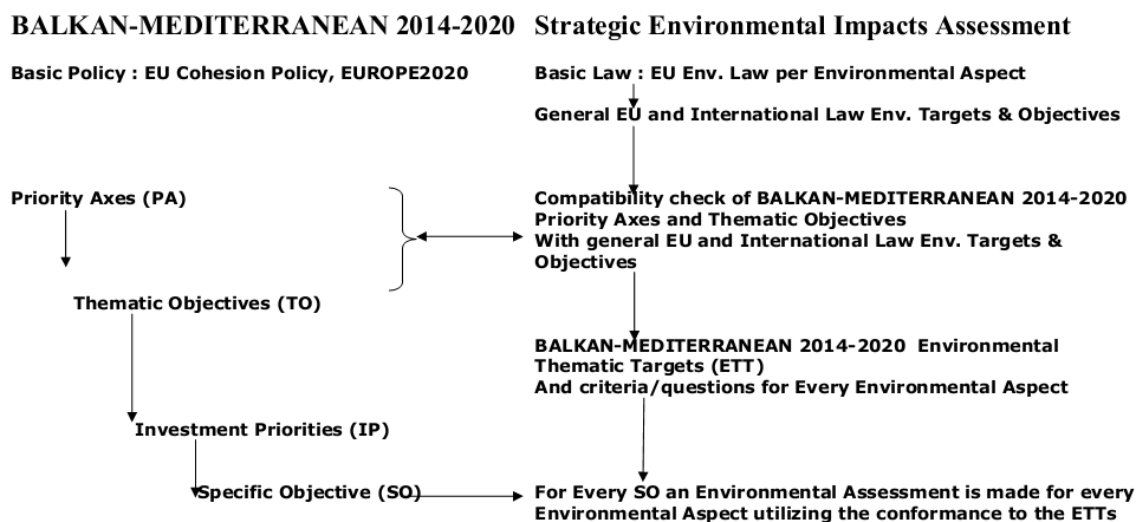 BALKAN-MEDITERRANEAN 2014-2020 Strategic Environmental Impacts Assessment
Basic Policy : EU Cohesion Policy, EUROPE2020
Basic Law : EU Env. Law per Environmental Aspect
General EU and International Law Env. Targets & Objectives
Priority Axes (PA)
Compatibility check of BALKAN-MEDITERRANEAN 2014-2020
Priority Axes and Thematic Objectives
With general EU and International Law Env. Targets &
Objectives
Thematic Objectives (TO)
BALKAN-MEDITERRANEAN 2014-2020 Environmental
Thematic Targets (ETT)
And criteria/questions for Every Environmental Aspect
Investment Priorities (IP)
Specific Objective (SO)
For Every SO an Environmental Assessment is made for every
Environmental Aspect utilizing the conformance to the ETTs